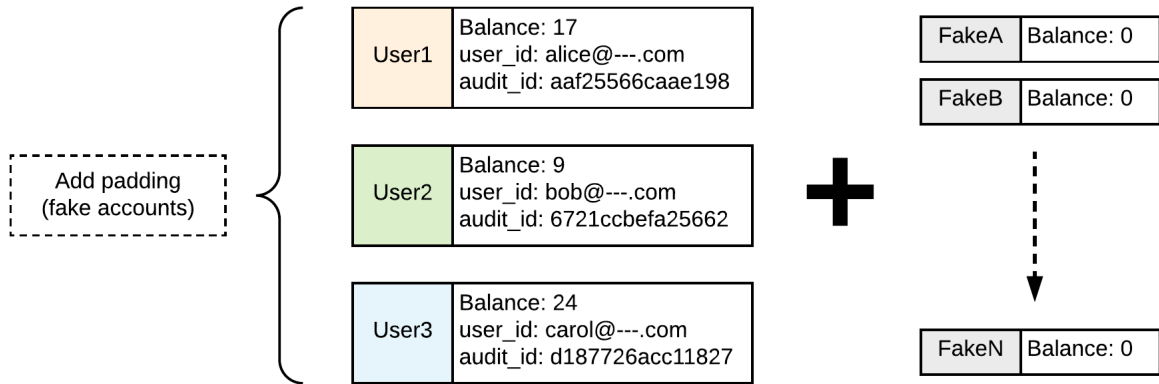 Add padding
(fake accounts)
User1
Balance: 17
user_id: alice@---.com
audit_id: aaf25566caae198
User2
Balance: 9
user_id: bob@---.com
audit_id: 6721ccbefa25662
User3
Balance: 24
user_id: carol@---.com
audit_id: d187726acc11827
FakeA
Balance: 0
FakeB
Balance: 0
FakeN
Balance: 0